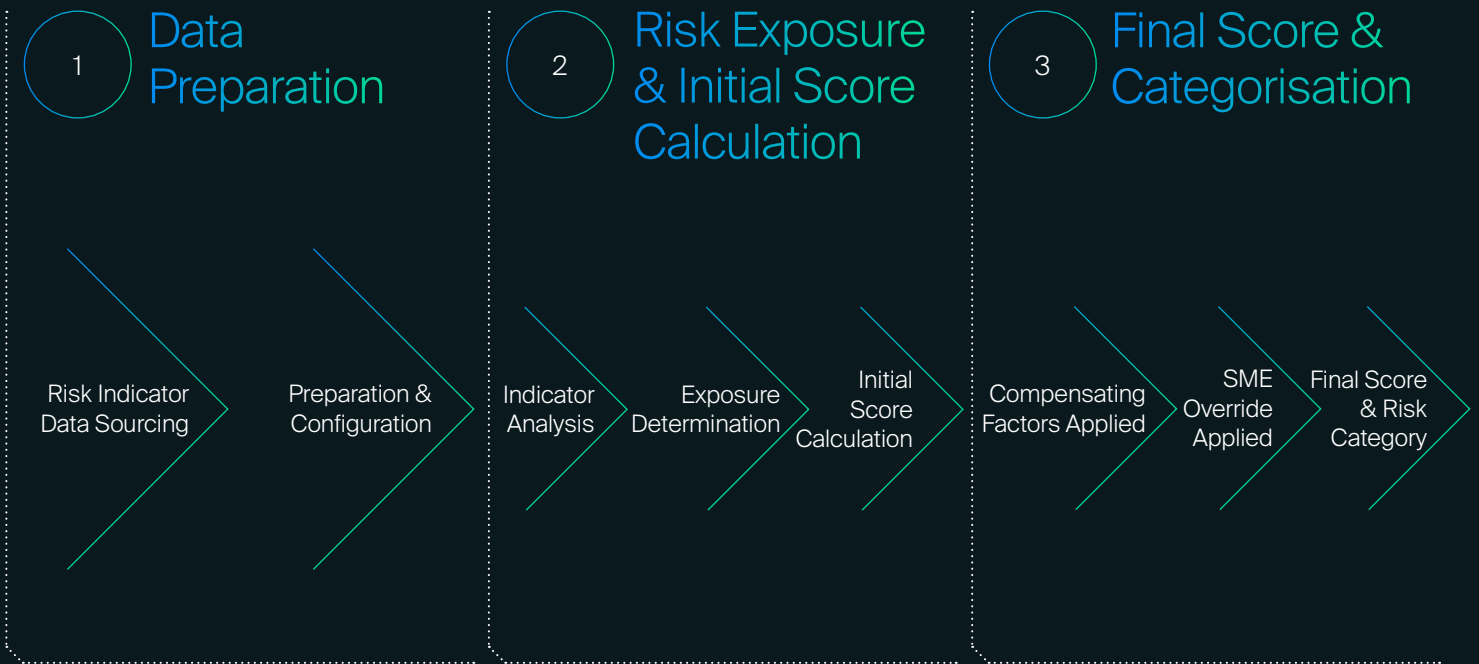 1
Data
Preparation
Risk Indicator
Data Sourcing
Preparation &
Configuration
2
Risk Exposure
& Initial Score
Calculation
Indicator
Analysis
Exposure
Determination
Initial
Score
Calculation
3
Final Score &
Categorisation
Compensating
Factors Applied
SME
Override
Applied
Final Score
& Risk
Category